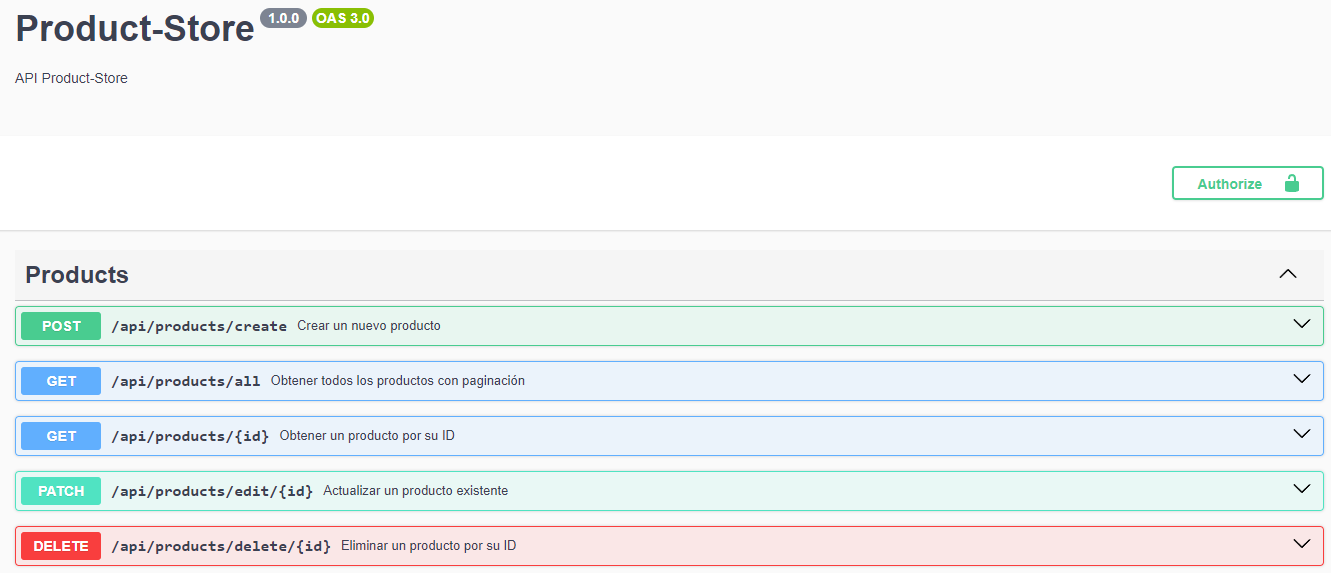 Product-Store 1.0.0 OAS 3.0
API Product-Store
Authorize
Products
POST /api/products/create Crear un nuevo producto
GET /api/products/all Obtener todos los productos con paginación
GET /api/products/{id} Obtener un producto por su ID
PATCH /api/products/edit/{id} Actualizar un producto existente
DELETE /api/products/delete/{id} Eliminar un producto por su ID